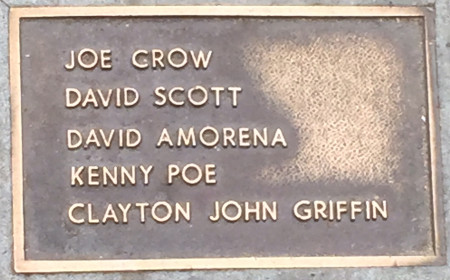 JOE CROW
DAVID SCOTT
DAVID AMORENA
KENNY POE
CLAYTON JOHN GRIFFIN